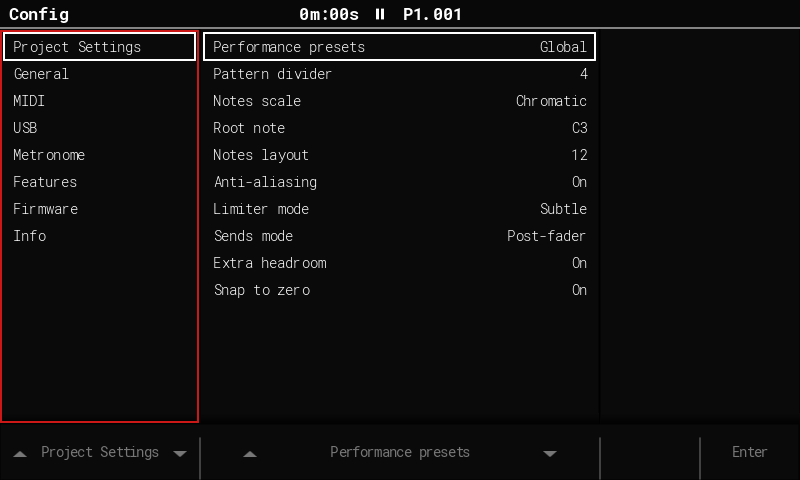 Config 0m:00s P1.001
Project Settings
General
MIDI
USB
Metronome
Features
Firmware
Info
Performance presets Global
Pattern divider 4
Notes scale Chromatic
Root note C3
Notes layout 12
Anti-aliasing On
Limiter mode Subtle
Sends mode Post-fader
Extra headroom On
Snap to zero On
Project Settings Performance presets Enter